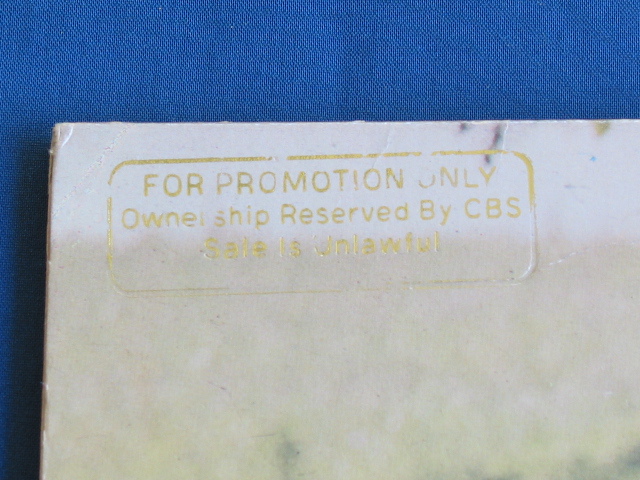 FOR PROMOTION ONLY
Ownership Reserved By CBS
Sale Is Unlawful